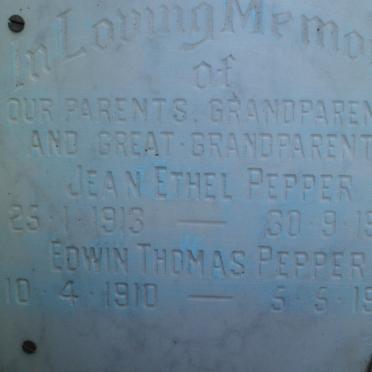 In Loving Memo
of
OUR PARENTS, GRANDPAREN
AND GREAT-GRANDPARENT
JEAN ETHEL PEPPER
25·1·1913 — 30·9·19
EDWIN THOMAS PEPPER
10·4·1910 — 5·5·19